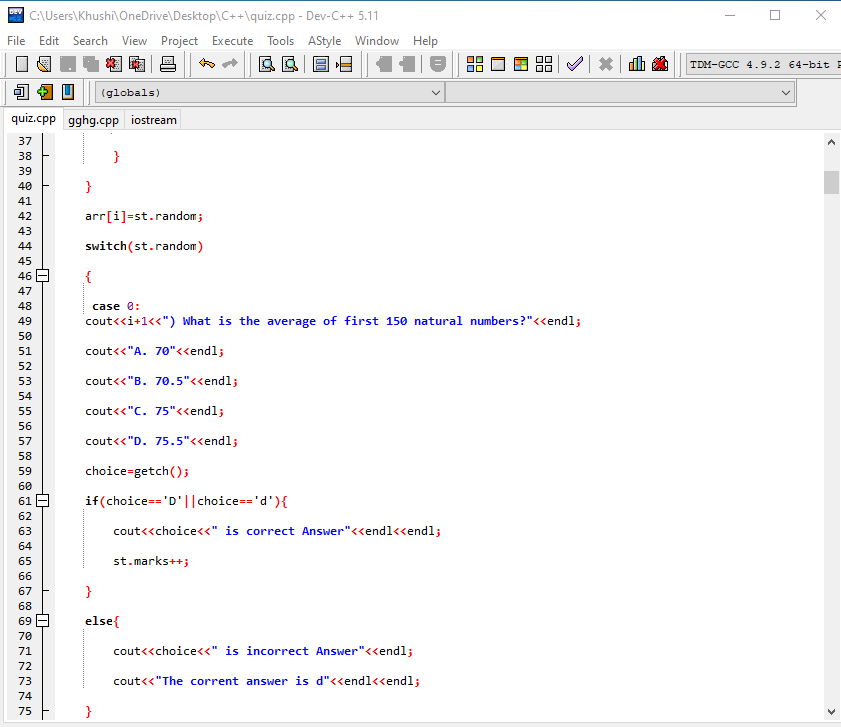 C:\Users\Khushi\OneDrive\Desktop\C++\quiz.cpp - Dev-C++ 5.11
File Edit Search View Project Execute Tools AStyle Window Help
TDM-GCC 4.9.2 64-bit
(globals)
quiz.cpp gghg.cpp iostream
37
38 }
39
40 }
41
42 arr[i]=st.random;
43
44 switch(st.random)
45
46 {
47
48 case 0:
49 cout<<i+1<<") What is the average of first 150 natural numbers?"<<endl;
50
51 cout<<"A. 70"<<endl;
52
53 cout<<"B. 70.5"<<endl;
54
55 cout<<"C. 75"<<endl;
56
57 cout<<"D. 75.5"<<endl;
58
59 choice=getch();
60
61 if(choice=='D'||choice=='d'){
62
63 cout<<choice<<" is correct Answer"<<endl<<endl;
64
65 st.marks++;
66
67 }
68
69 else{
70
71 cout<<choice<<" is incorrect Answer"<<endl;
72
73 cout<<"The corrent answer is d"<<endl<<endl;
74
75 }